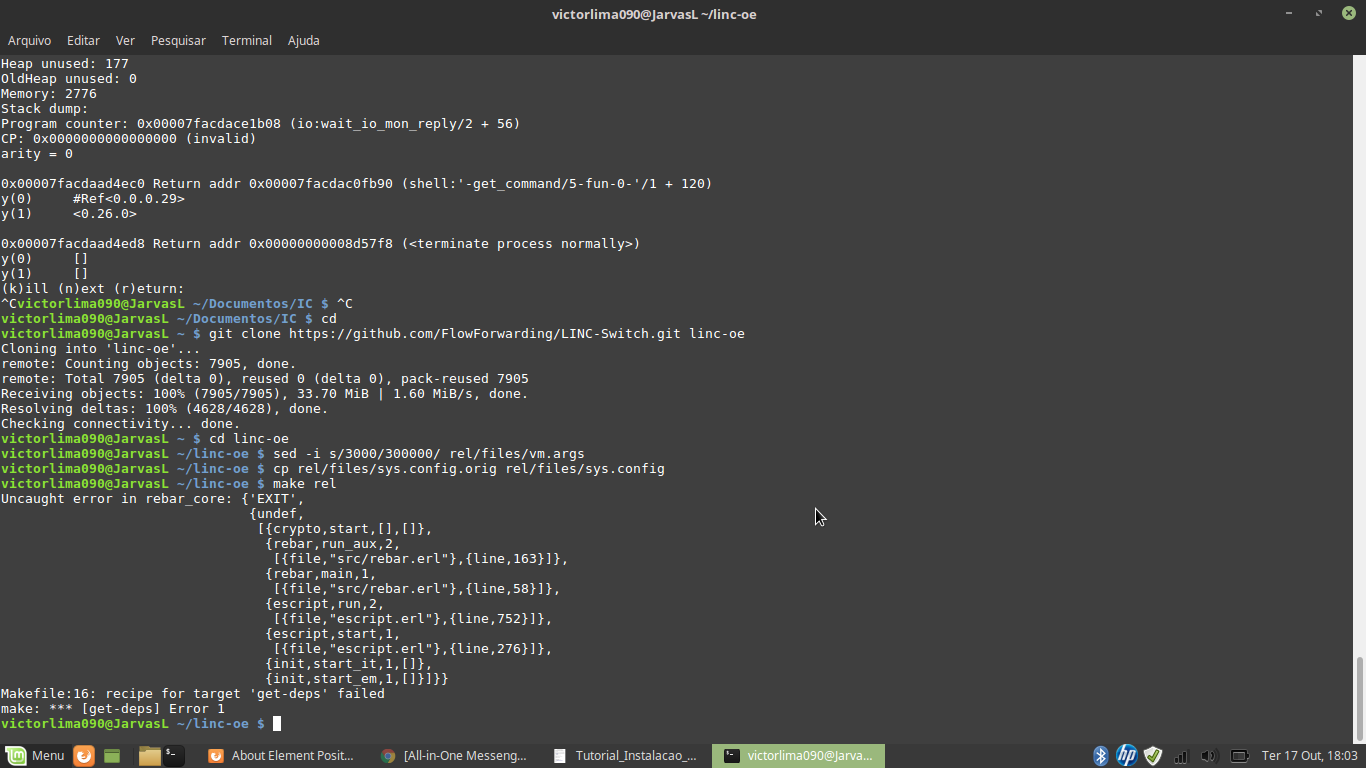 victorlima090@JarvasL ~/linc-oe
Arquivo Editar Ver Pesquisar Terminal Ajuda
Heap unused: 177
OldHeap unused: 0
Memory: 2776
Stack dump:
Program counter: 0x00007facdace1b08 (io:wait_io_mon_reply/2 + 56)
CP: 0x0000000000000000 (invalid)
arity = 0

0x00007facdaad4ec0 Return addr 0x00007facdac0fb90 (shell:'-get_command/5-fun-0-'/1 + 120)
y(0)     #Ref<0.0.0.29>
y(1)     <0.26.0>

0x00007facdaad4ed8 Return addr 0x00000000008d57f8 (<terminate process normally>)
y(0)     []
y(1)     []
(k)ill (n)ext (r)eturn:
^Cvictorlima090@JarvasL ~/Documentos/IC $ ^C
victorlima090@JarvasL ~/Documentos/IC $ cd
victorlima090@JarvasL ~ $ git clone https://github.com/FlowForwarding/LINC-Switch.git linc-oe
Cloning into 'linc-oe'...
remote: Counting objects: 7905, done.
remote: Total 7905 (delta 0), reused 0 (delta 0), pack-reused 7905
Receiving objects: 100% (7905/7905), 33.70 MiB | 1.60 MiB/s, done.
Resolving deltas: 100% (4628/4628), done.
Checking connectivity... done.
victorlima090@JarvasL ~ $ cd linc-oe
victorlima090@JarvasL ~/linc-oe $ sed -i s/3000/300000/ rel/files/vm.args
victorlima090@JarvasL ~/linc-oe $ cp rel/files/sys.config.orig rel/files/sys.config
victorlima090@JarvasL ~/linc-oe $ make rel
Uncaught error in rebar_core: {'EXIT',
                               {undef,
                                [{crypto,start,[],[]},
                                 {rebar,run_aux,2,
                                  [{file,"src/rebar.erl"},{line,163}]},
                                 {rebar,main,1,
                                  [{file,"src/rebar.erl"},{line,58}]},
                                 {escript,run,2,
                                  [{file,"escript.erl"},{line,752}]},
                                 {escript,start,1,
                                  [{file,"escript.erl"},{line,276}]},
                                 {init,start_it,1,[]},
                                 {init,start_em,1,[]}]}}
Makefile:16: recipe for target 'get-deps' failed
make: *** [get-deps] Error 1
victorlima090@JarvasL ~/linc-oe $
Menu About Element Posit... [All-in-One Messeng... Tutorial_Instalacao_... victorlima090@Jarva... hp Ter 17 Out, 18:03